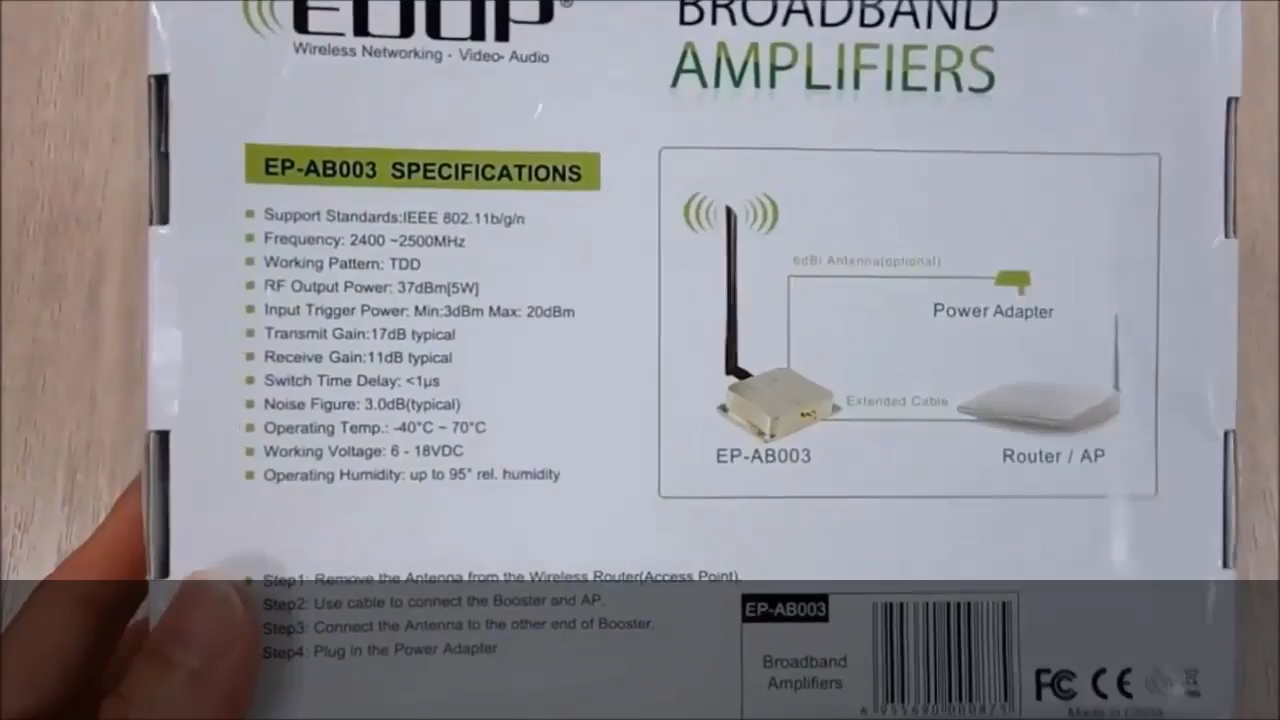 EDUP®
BROADBAND
Wireless Networking - Video- Audio
AMPLIFIERS
EP-AB003 SPECIFICATIONS
Support Standards:IEEE 802.11b/g/n
Frequency: 2400 ~2500MHz
Working Pattern: TDD
RF Output Power: 37dBm[5W]
Input Trigger Power: Min:3dBm Max: 20dBm
Transmit Gain:17dB typical
Receive Gain:11dB typical
Switch Time Delay: <1µs
Noise Figure: 3.0dB(typical)
Operating Temp.: -40°C ~ 70°C
Working Voltage: 6 - 18VDC
Operating Humidity: up to 95° rel. humidity
6dBi Antenna(optional)
Power Adapter
Extended Cable
EP-AB003
Router / AP
Step1: Remove the Antenna from the Wireless Router(Access Point).
Step2: Use cable to connect the Booster and AP.
Step3: Connect the Antenna to the other end of Booster.
Step4: Plug in the Power Adapter
EP-AB003
Broadband
Amplifiers
FC CE
Made in China